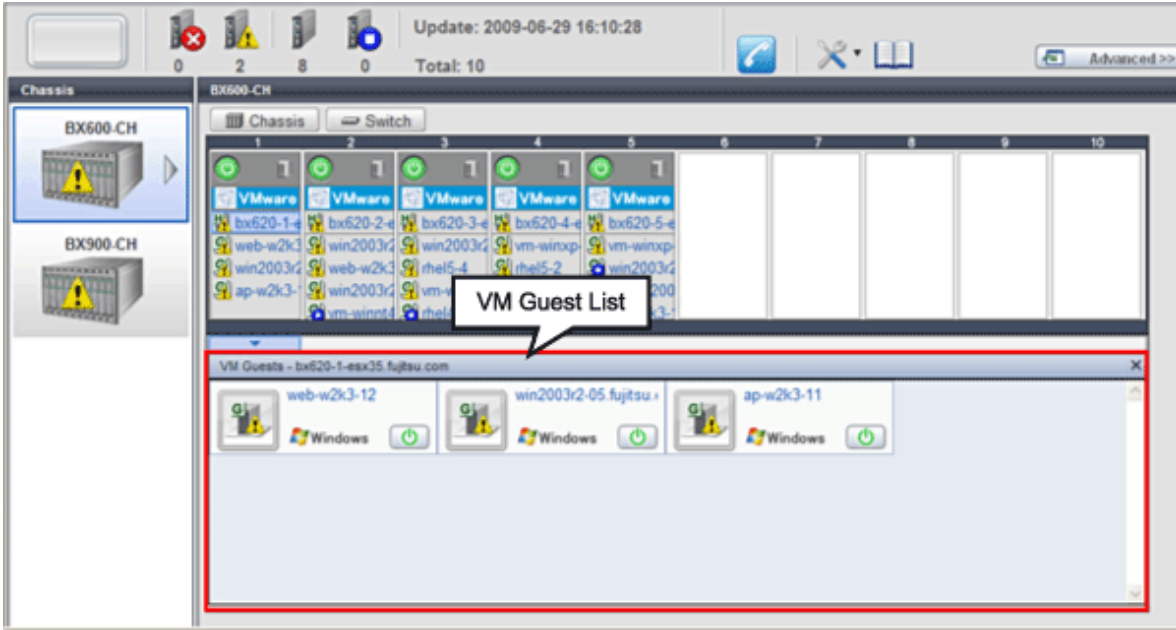 Update: 2009-06-29 16:10:28
0 2 8 0 Total: 10
Advanced >>
Chassis
BX600-CH
BX900-CH
BX600-CH
Chassis Switch
1 2 3 4 5 6 7 8 9 10
VMware VMware VMware VMware VMware
bx620-1-e bx620-2-e bx620-3-e bx620-4-e bx620-5-e
web-w2k3 win2003r2 win2003r2 vm-winxp- vm-winxp-
win2003r2 web-w2k3 rhel5-4 rhel5-2 win2003r2
ap-w2k3- win2003r2 vm-
vm-winnt4
VM Guest List
VM Guests - bx620-1-esx35.fujitsu.com
web-w2k3-12 win2003r2-05.fujitsu. ap-w2k3-11
Windows Windows Windows